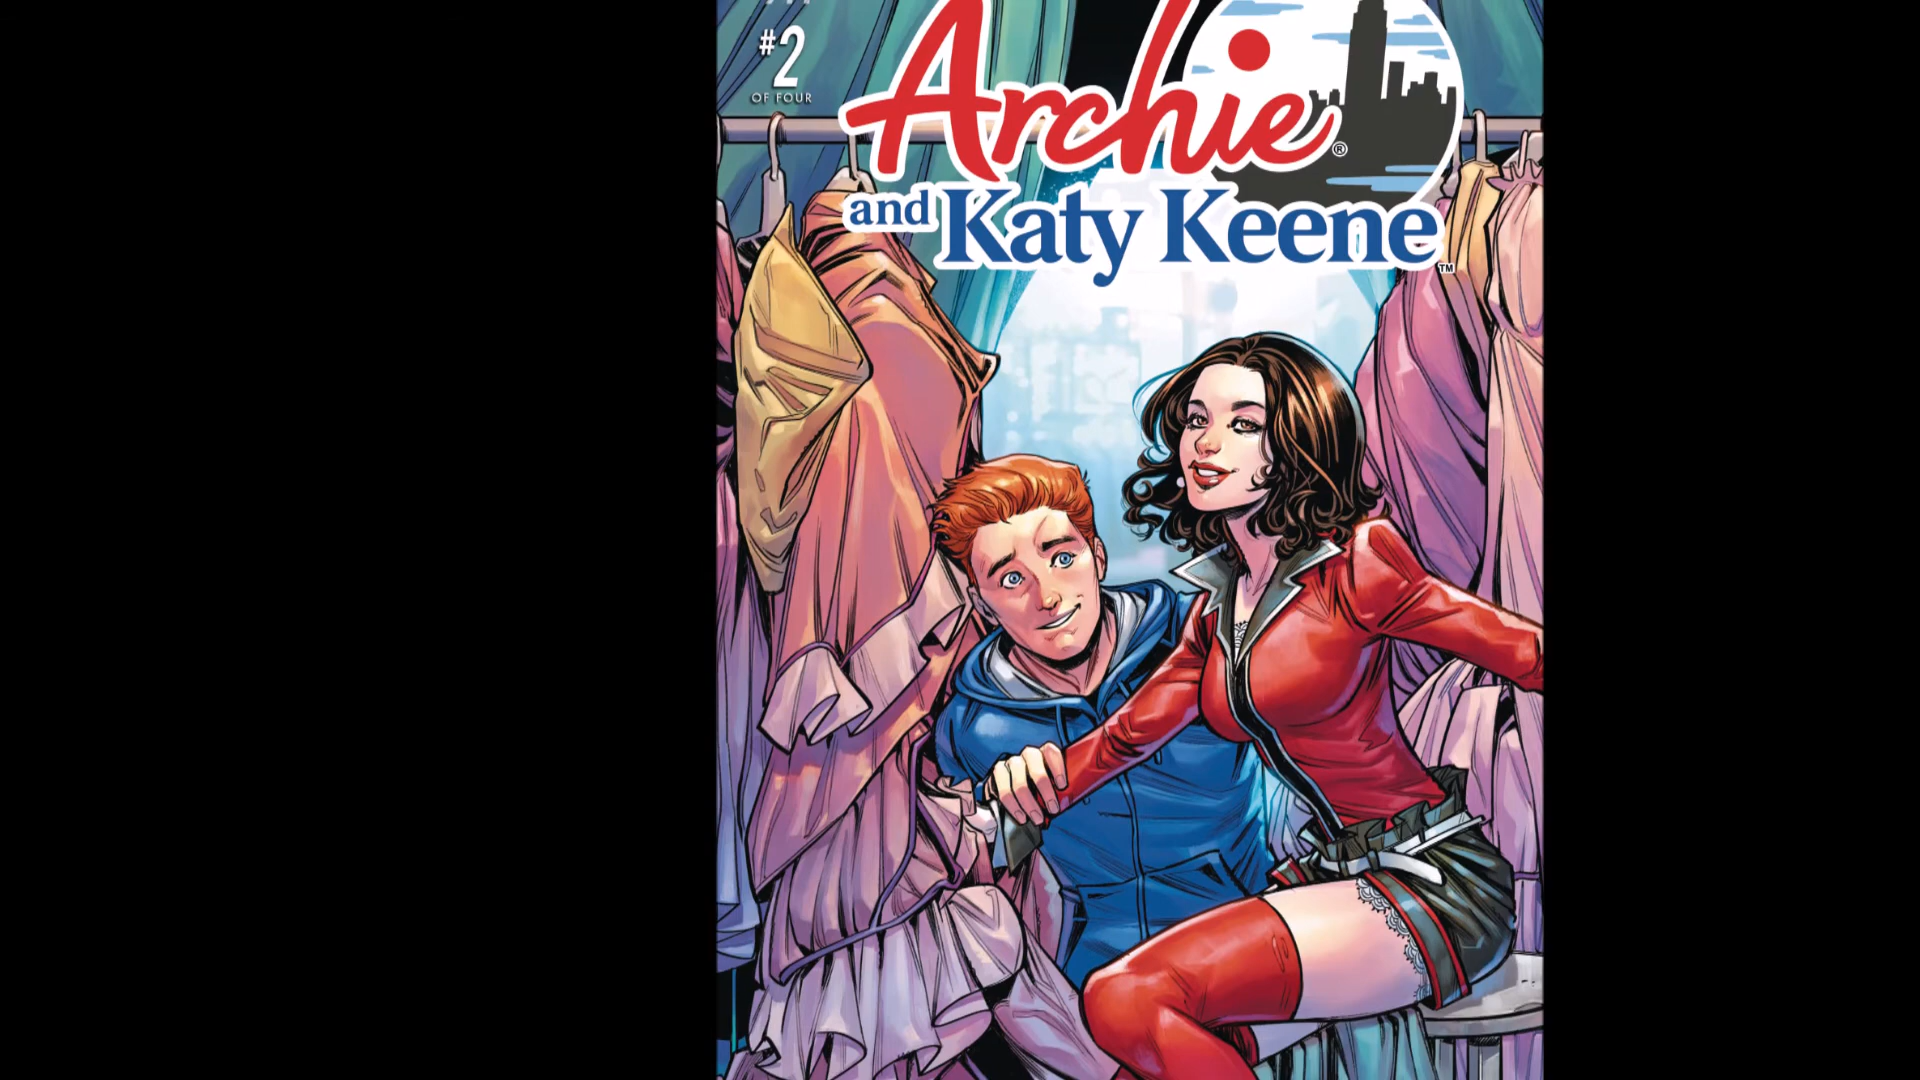 #2
OF FOUR
Archie®
and Katy Keene™